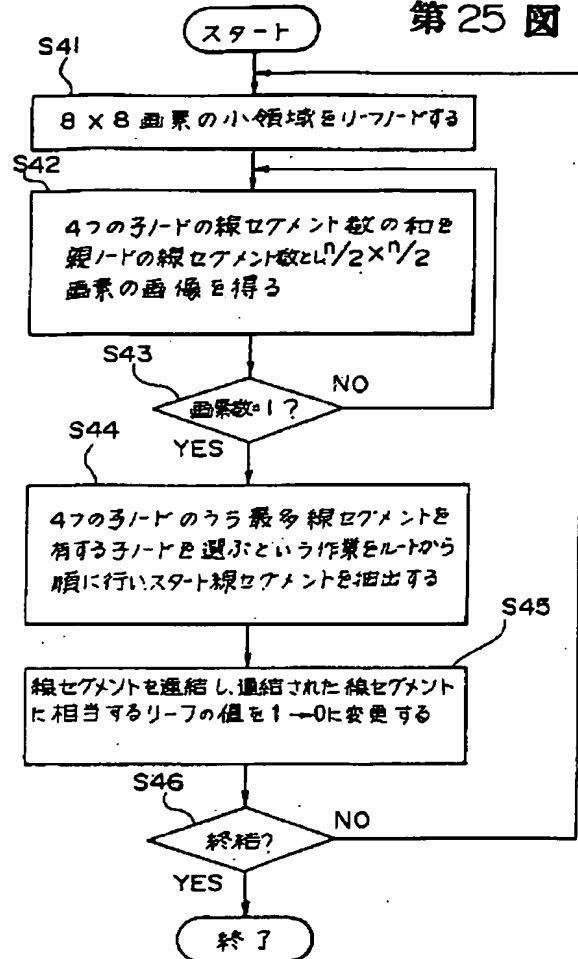 第25図
スタート
S41
8×8画素の小領域をリーフノードする
S42
4つの子ノードの線セグメント数の和を
親ノードの線セグメント数としn/2×n/2
画素の画像を得る
S43
画素数=1?
NO
YES
S44
4つの子ノードのうち最多線セグメントを
有する子ノードを選ぶという作業をルートから
順に行いスタート線セグメントを抽出する
S45
線セグメントを連結し、連結された線セグメント
に相当するリーフの値を1→0に変更する
S46
終結?
NO
YES
終了